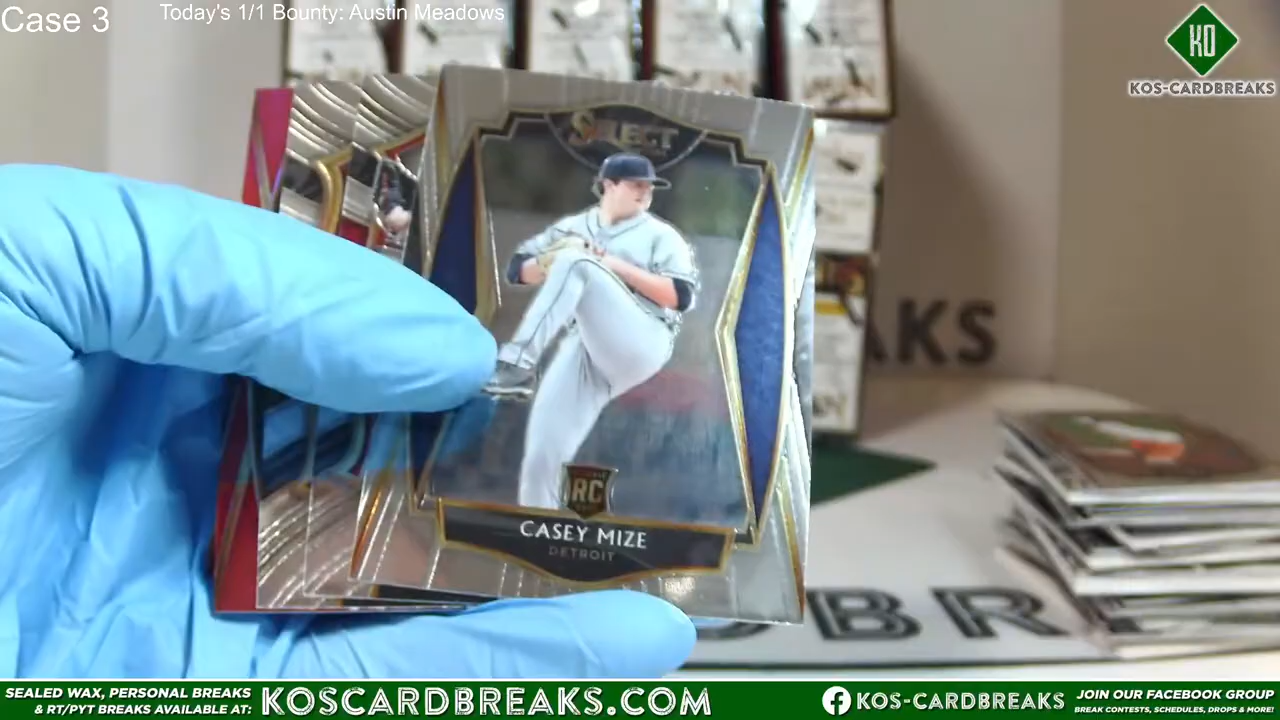 Case 3
Today's 1/1 Bounty: Austin Meadows
KO
KOS-CARDBREAKS
SELECT
RC
CASEY MIZE
DETROIT
AKS
OBR
SEALED WAX, PERSONAL BREAKS
& RT/PYT BREAKS AVAILABLE AT:
KOSCARDBREAKS.COM
KOS-CARDBREAKS
JOIN OUR FACEBOOK GROUP
BREAK CONTESTS, SCHEDULES, DROPS & MORE!